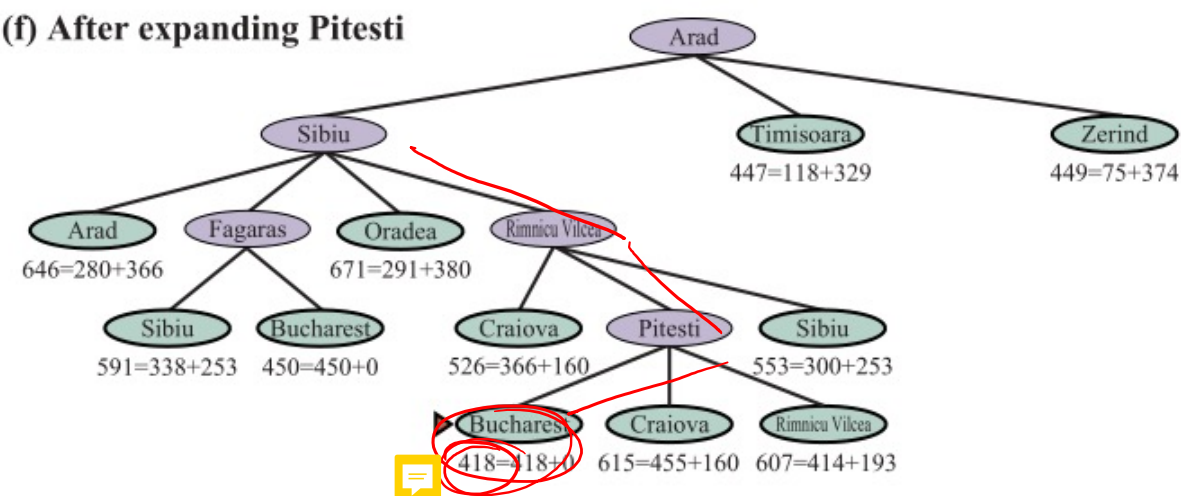 (f) After expanding Pitesti
Arad
Sibiu
Timisoara
Zerind
447=118+329
449=75+374
Arad
Fagaras
Oradea
Rimnicu Vilcea
646=280+366
671=291+380
Sibiu
Bucharest
Craiova
Pitesti
Sibiu
591=338+253
450=450+0
526=366+160
553=300+253
Bucharest
Craiova
Rimnicu Vilcea
418=418+0
615=455+160
607=414+193